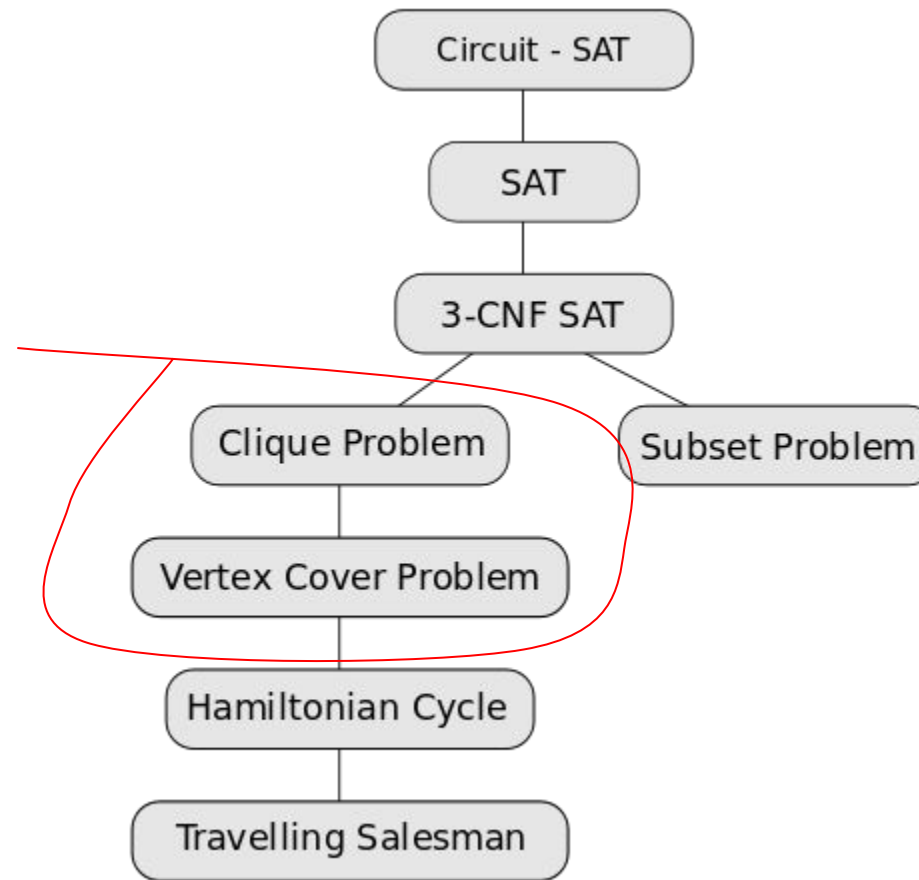 Circuit - SAT
SAT
3-CNF SAT
Clique Problem
Subset Problem
Vertex Cover Problem
Hamiltonian Cycle
Travelling Salesman